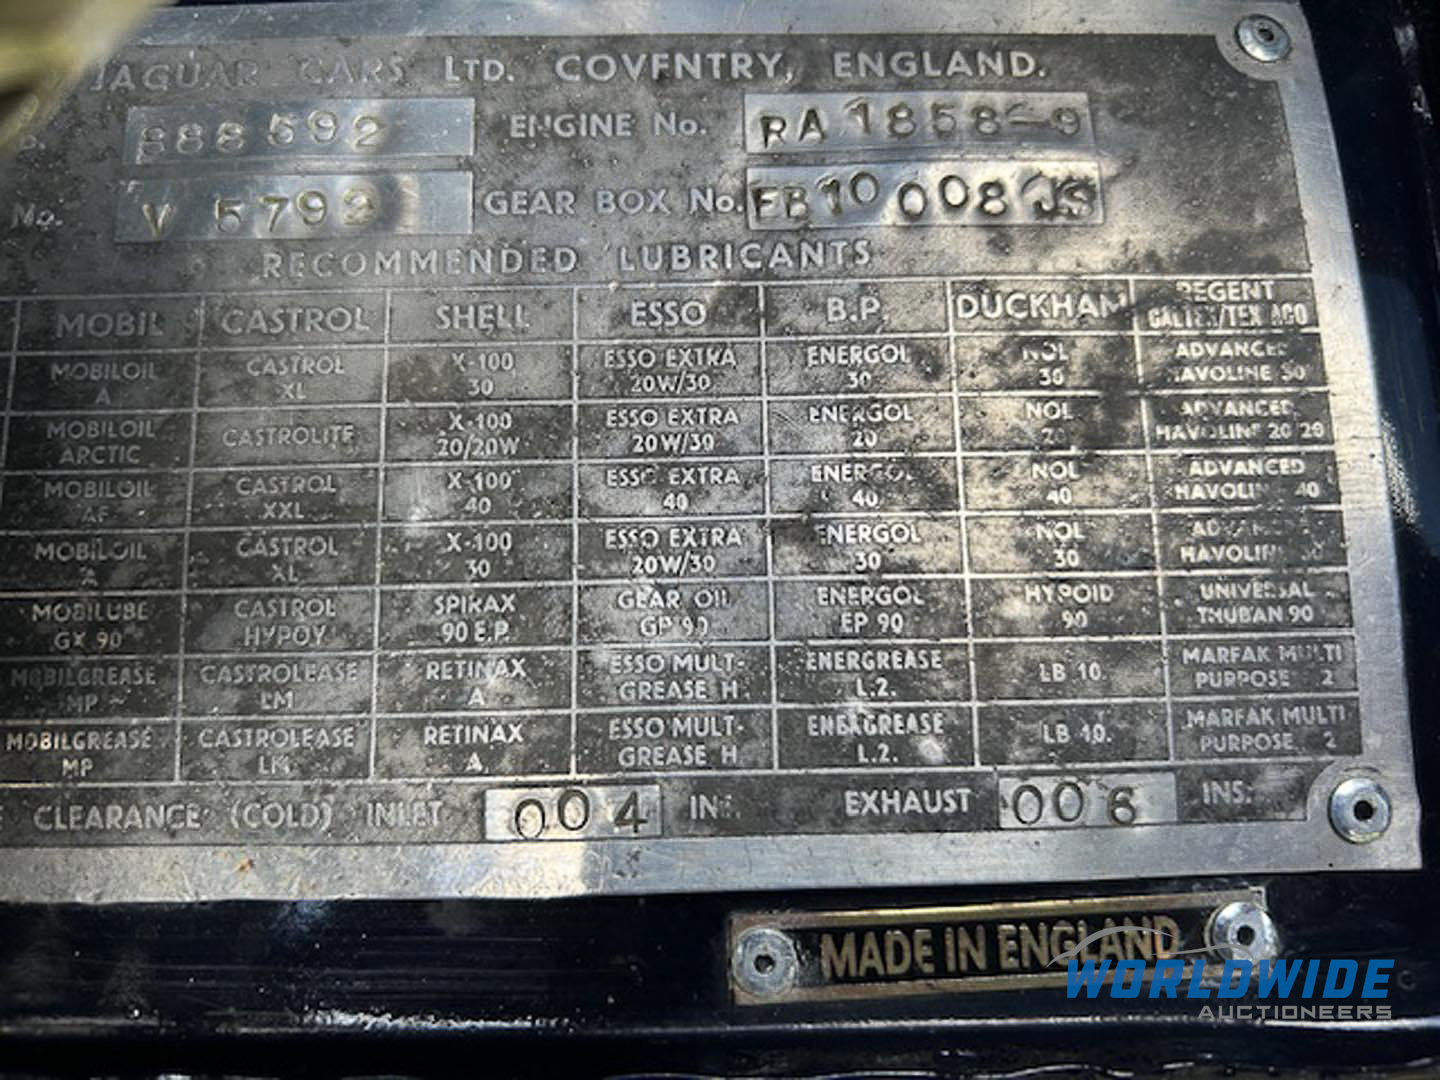 JAGUAR CARS LTD. COVENTRY, ENGLAND.
888592 ENGINE No. RA 1858-9
No. V 5792 GEAR BOX No. EB10008 JS
RECOMMENDED LUBRICANTS
MOBIL CASTROL SHELL ESSO B.P. DUCKHAM REGENT CALTEX/TEXACO
MOBILOIL A CASTROL XL X-100 30 ESSO EXTRA 20W/30 ENERGOL 30 NOL 30 ADVANCED HAVOLINE 30
MOBILOIL ARCTIC CASTROLITE X-100 20/20W ESSO EXTRA 20W/30 ENERGOL 20 NOL 20 ADVANCED HAVOLINE 20/20
MOBILOIL AF CASTROL XXL X-100 40 ESSO EXTRA 40 ENERGOL 40 NOL 40 ADVANCED HAVOLINE 40
MOBILOIL A CASTROL XL X-100 30 ESSO EXTRA 20W/30 ENERGOL 30 NOL 30 ADVANCED HAVOLINE 30
MOBILUBE GX 90 CASTROL HYPOY SPIRAX 90 E.P. GEAR OIL GP 90 ENERGOL EP 90 HYPOID 90 UNIVERSAL THUBAN 90
MOBILGREASE MP CASTROLEASE LM RETINAX A ESSO MULTI-GREASE H ENERGREASE L.2. LB 10. MARFAK MULTI PURPOSE 2
MOBILGREASE MP CASTROLEASE LM RETINAX A. ESSO MULTI-GREASE H ENERGREASE L.2. LB 10. MARFAK MULTI PURPOSE 2
CLEARANCE (COLD) INLET 004 INS. EXHAUST 006 INS.
MADE IN ENGLAND
WORLDWIDE
AUCTIONEERS